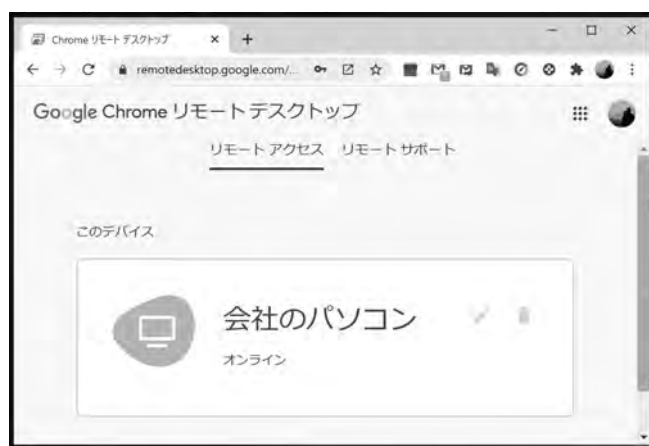 Chrome リモート デスクトップ
remotedesktop.google.com/...
Google Chrome リモート デスクトップ
リモート アクセス リモート サポート
このデバイス
会社のパソコン
オンライン